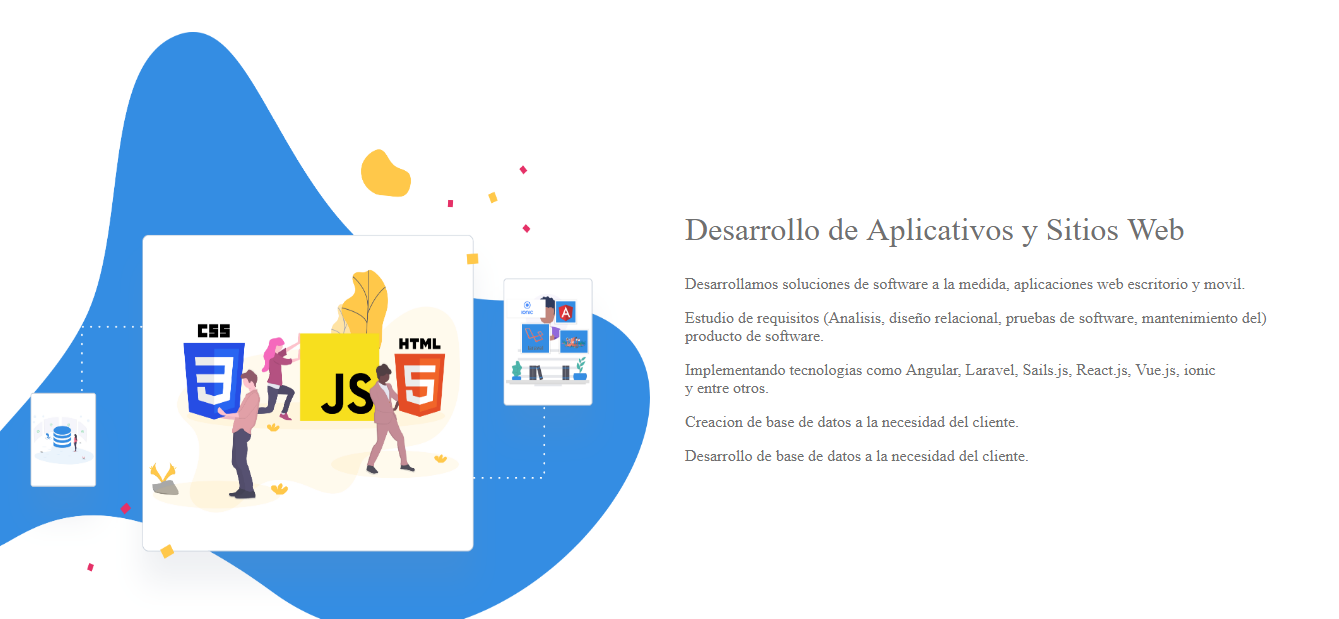 CSS
HTML
JS
5
IONIC
A
Desarrollo de Aplicativos y Sitios Web
Desarrollamos soluciones de software a la medida, aplicaciones web escritorio y movil.
Estudio de requisitos (Analisis, diseño relacional, pruebas de software, mantenimiento del)
producto de software.
Implementando tecnologias como Angular, Laravel, Sails.js, React.js, Vue.js, ionic
y entre otros.
Creacion de base de datos a la necesidad del cliente.
Desarrollo de base de datos a la necesidad del cliente.